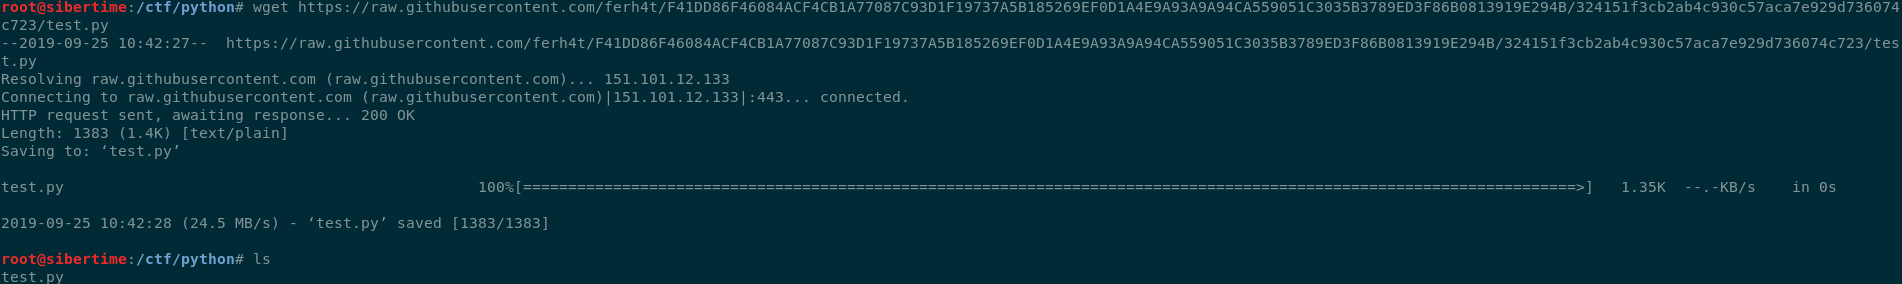 root@sibertime:/ctf/python# wget https://raw.githubusercontent.com/ferh4t/F41DD86F46084ACF4CB1A77087C93D1F19737A5B185269EF0D1A4E9A93A9A94CA559051C3035B3789ED3F86B0813919E294B/324151f3cb2ab4c930c57aca7e929d736074
c723/test.py
--2019-09-25 10:42:27--  https://raw.githubusercontent.com/ferh4t/F41DD86F46084ACF4CB1A77087C93D1F19737A5B185269EF0D1A4E9A93A9A94CA559051C3035B3789ED3F86B0813919E294B/324151f3cb2ab4c930c57aca7e929d736074c723/tes
t.py
Resolving raw.githubusercontent.com (raw.githubusercontent.com)... 151.101.12.133
Connecting to raw.githubusercontent.com (raw.githubusercontent.com)|151.101.12.133|:443... connected.
HTTP request sent, awaiting response... 200 OK
Length: 1383 (1.4K) [text/plain]
Saving to: ‘test.py’
test.py 100%[=====================================================================================================================>] 1.35K --.-KB/s in 0s
2019-09-25 10:42:28 (24.5 MB/s) - ‘test.py’ saved [1383/1383]
root@sibertime:/ctf/python# ls
test.py